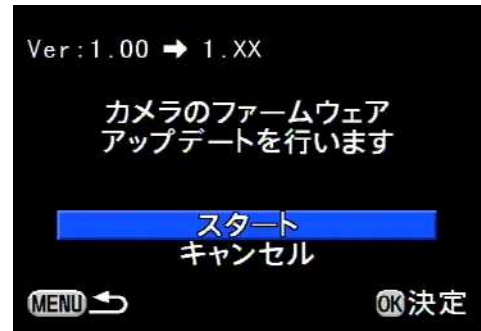 Ver:1.00 ➡ 1.XX
カメラのファームウェア
アップデートを行います
スタート
キャンセル
MENU OK決定